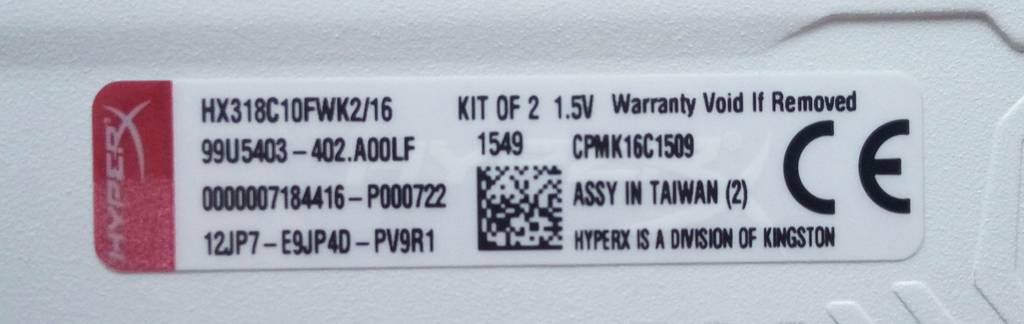 HYPERX
HX318C10FWK2/16 KIT OF 2 1.5V Warranty Void If Removed
99U5403-402.A00LF 1549 CPMK16C1509
0000007184416-P000722 ASSY IN TAIWAN (2)
12JP7-E9JP4D-PV9R1 HYPERX IS A DIVISION OF KINGSTON
CE